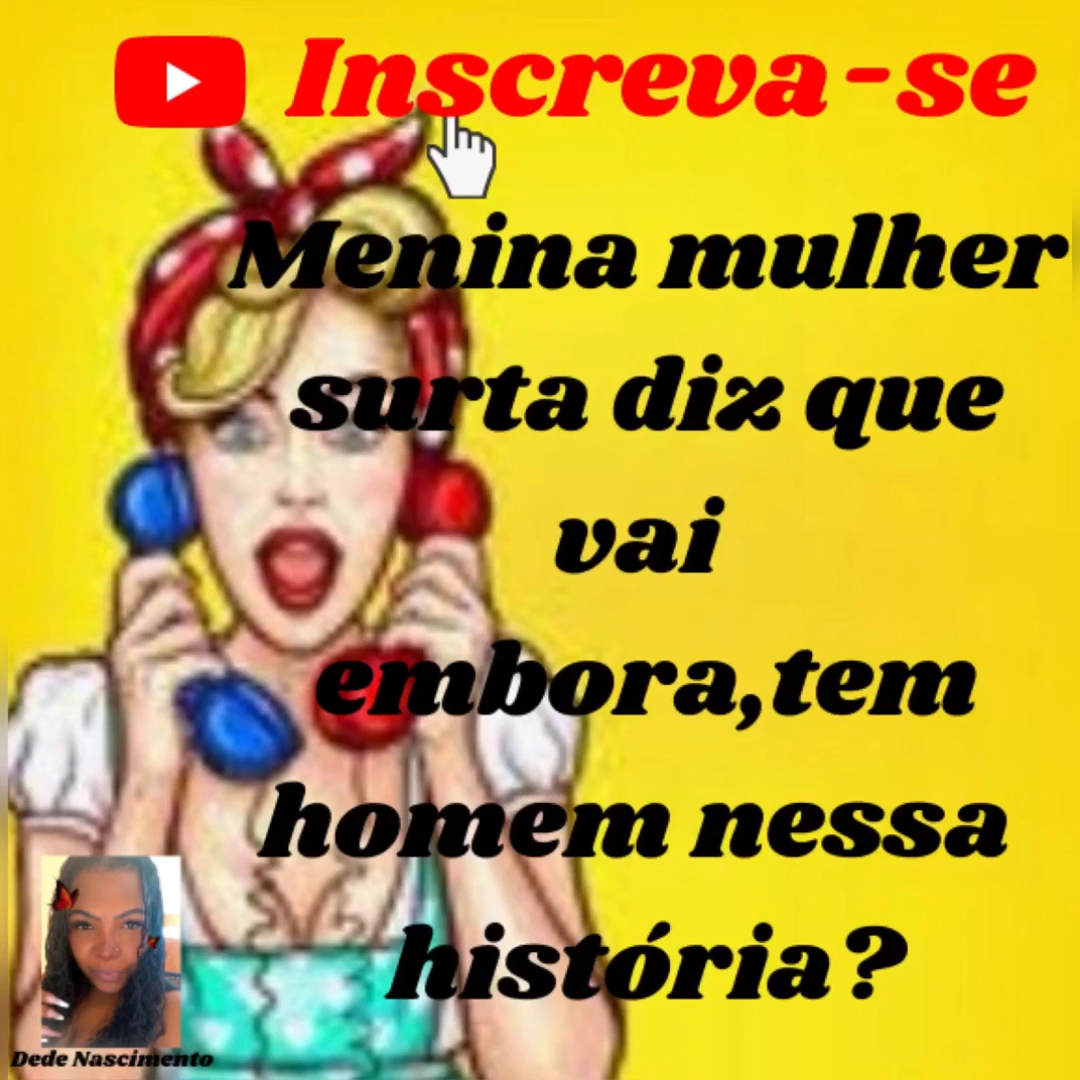 Inscreva-se
Menina mulher
surta diz que
vai
embora,tem
homem nessa
história?
Dede Nascimento